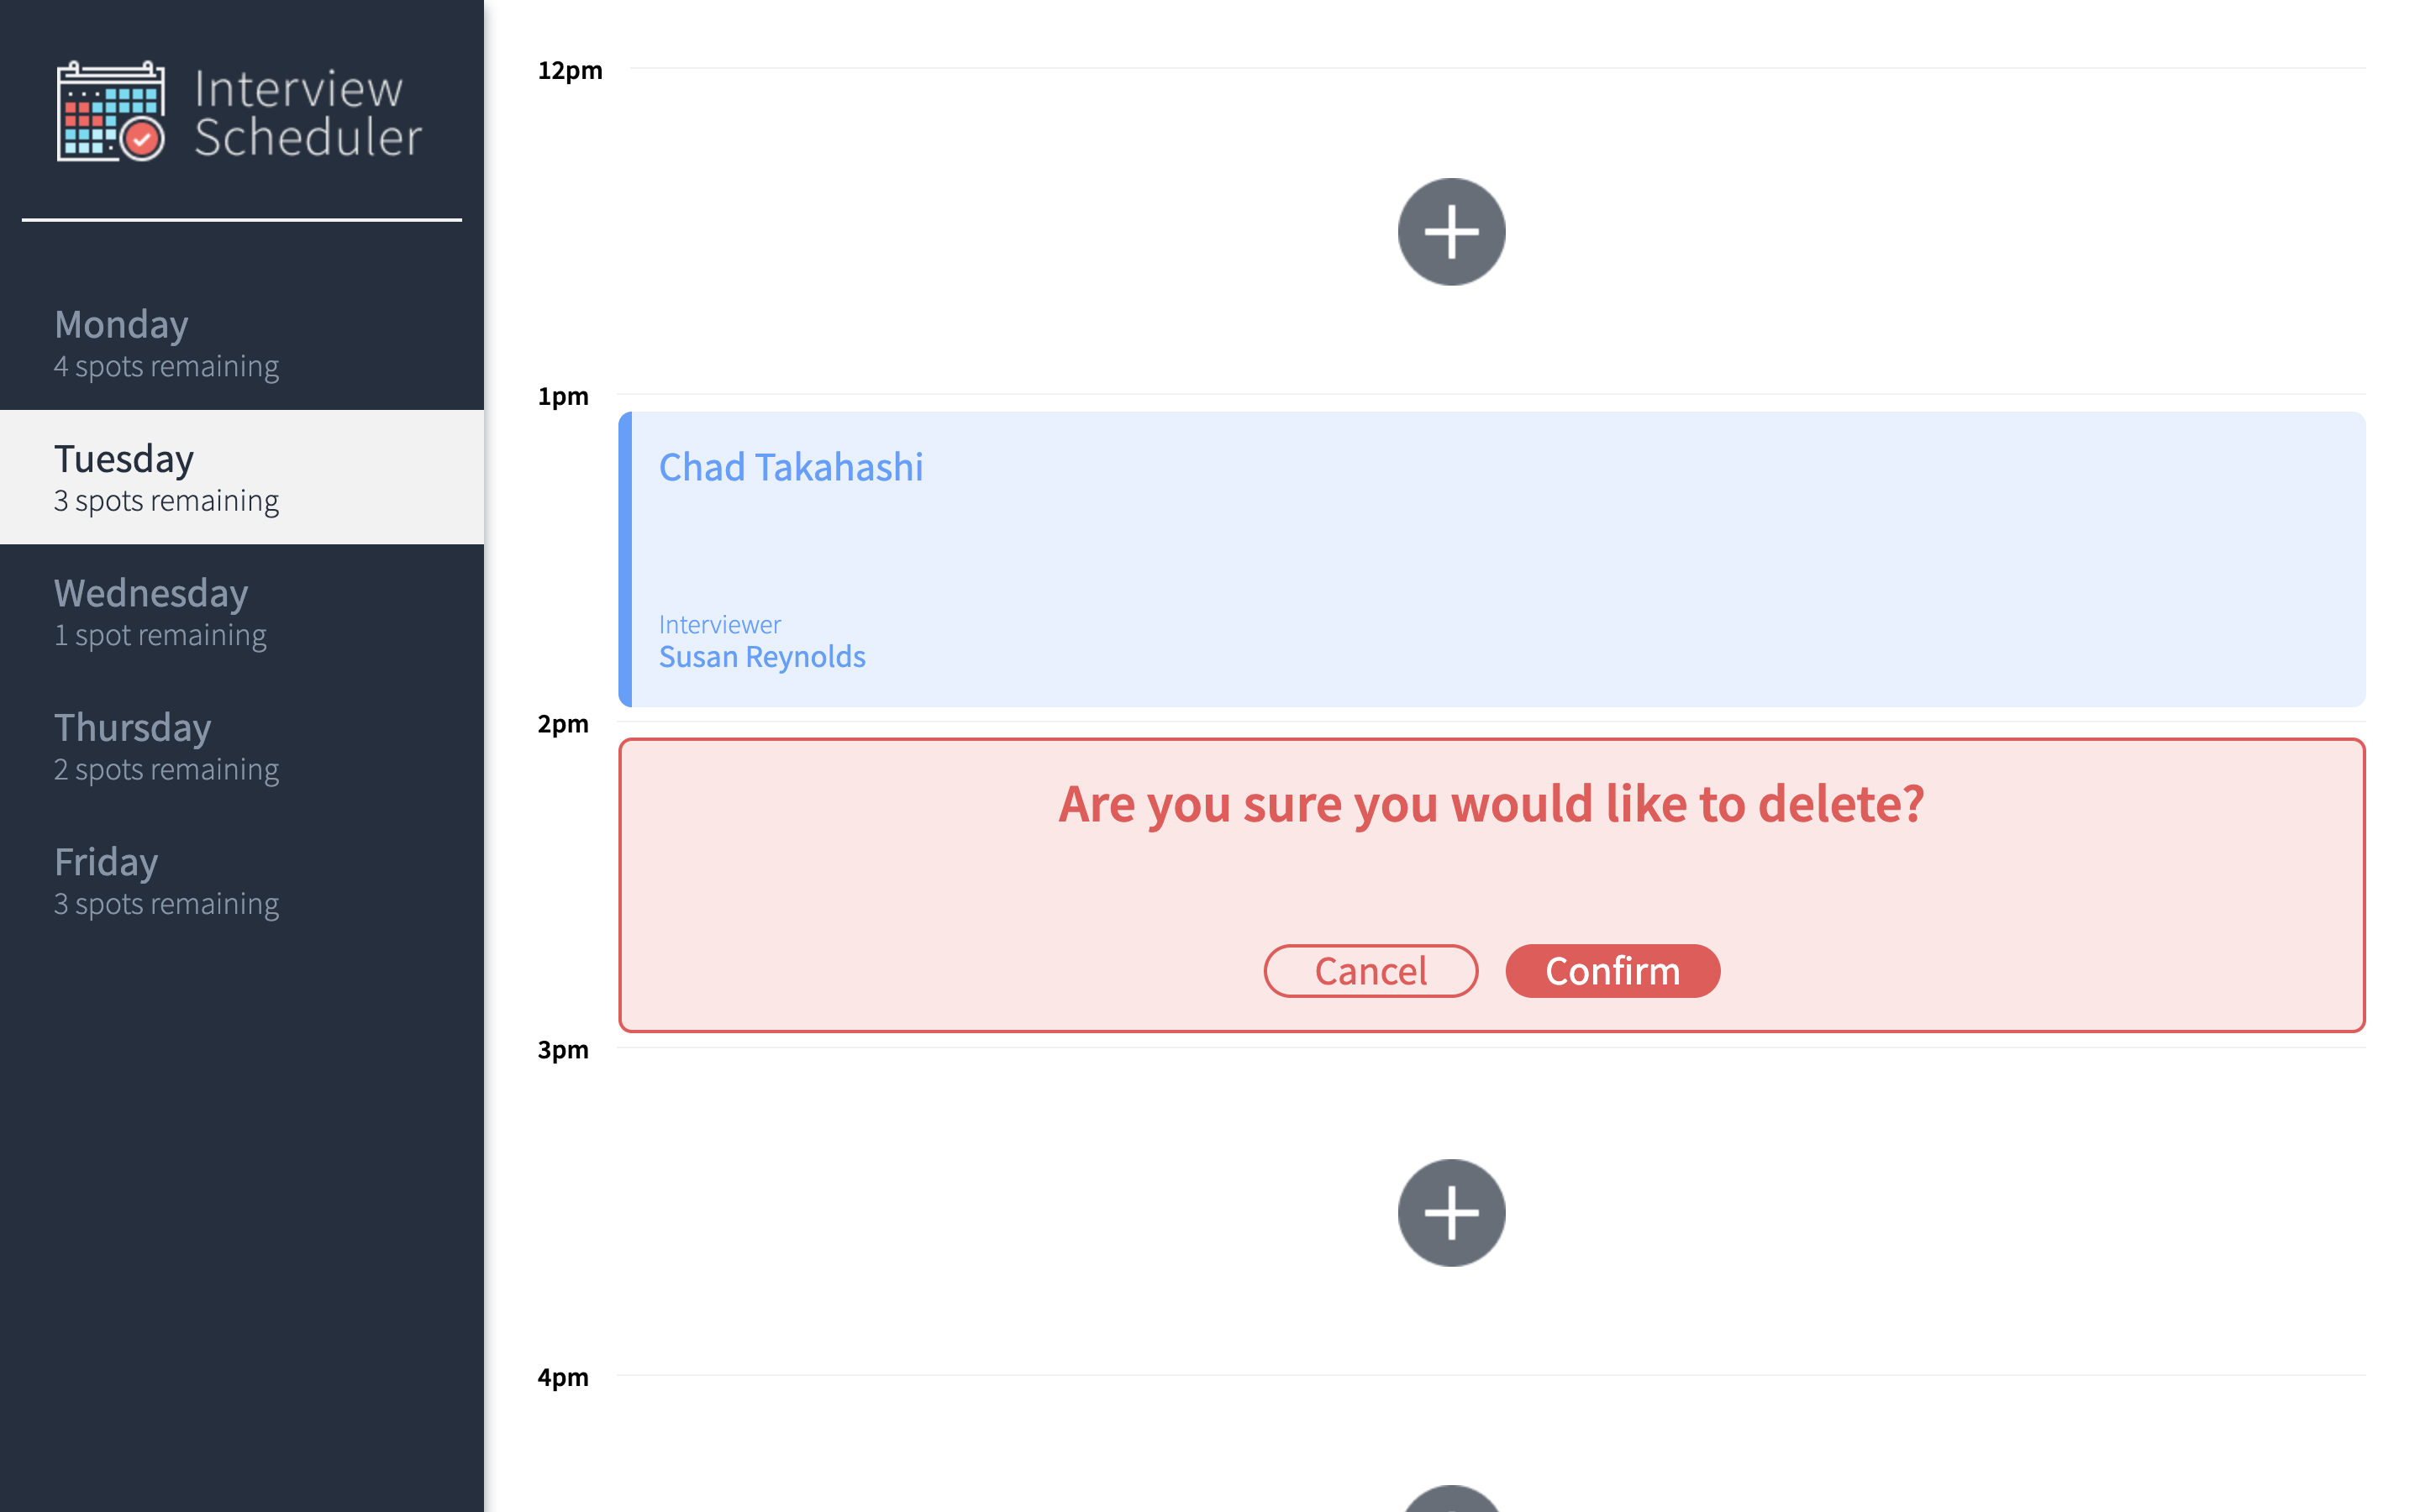 Interview
Scheduler
Monday
4 spots remaining
Tuesday
3 spots remaining
Wednesday
1 spot remaining
Thursday
2 spots remaining
Friday
3 spots remaining
12pm
1pm
Chad Takahashi
Interviewer
Susan Reynolds
2pm
Are you sure you would like to delete?
Cancel
Confirm
3pm
4pm